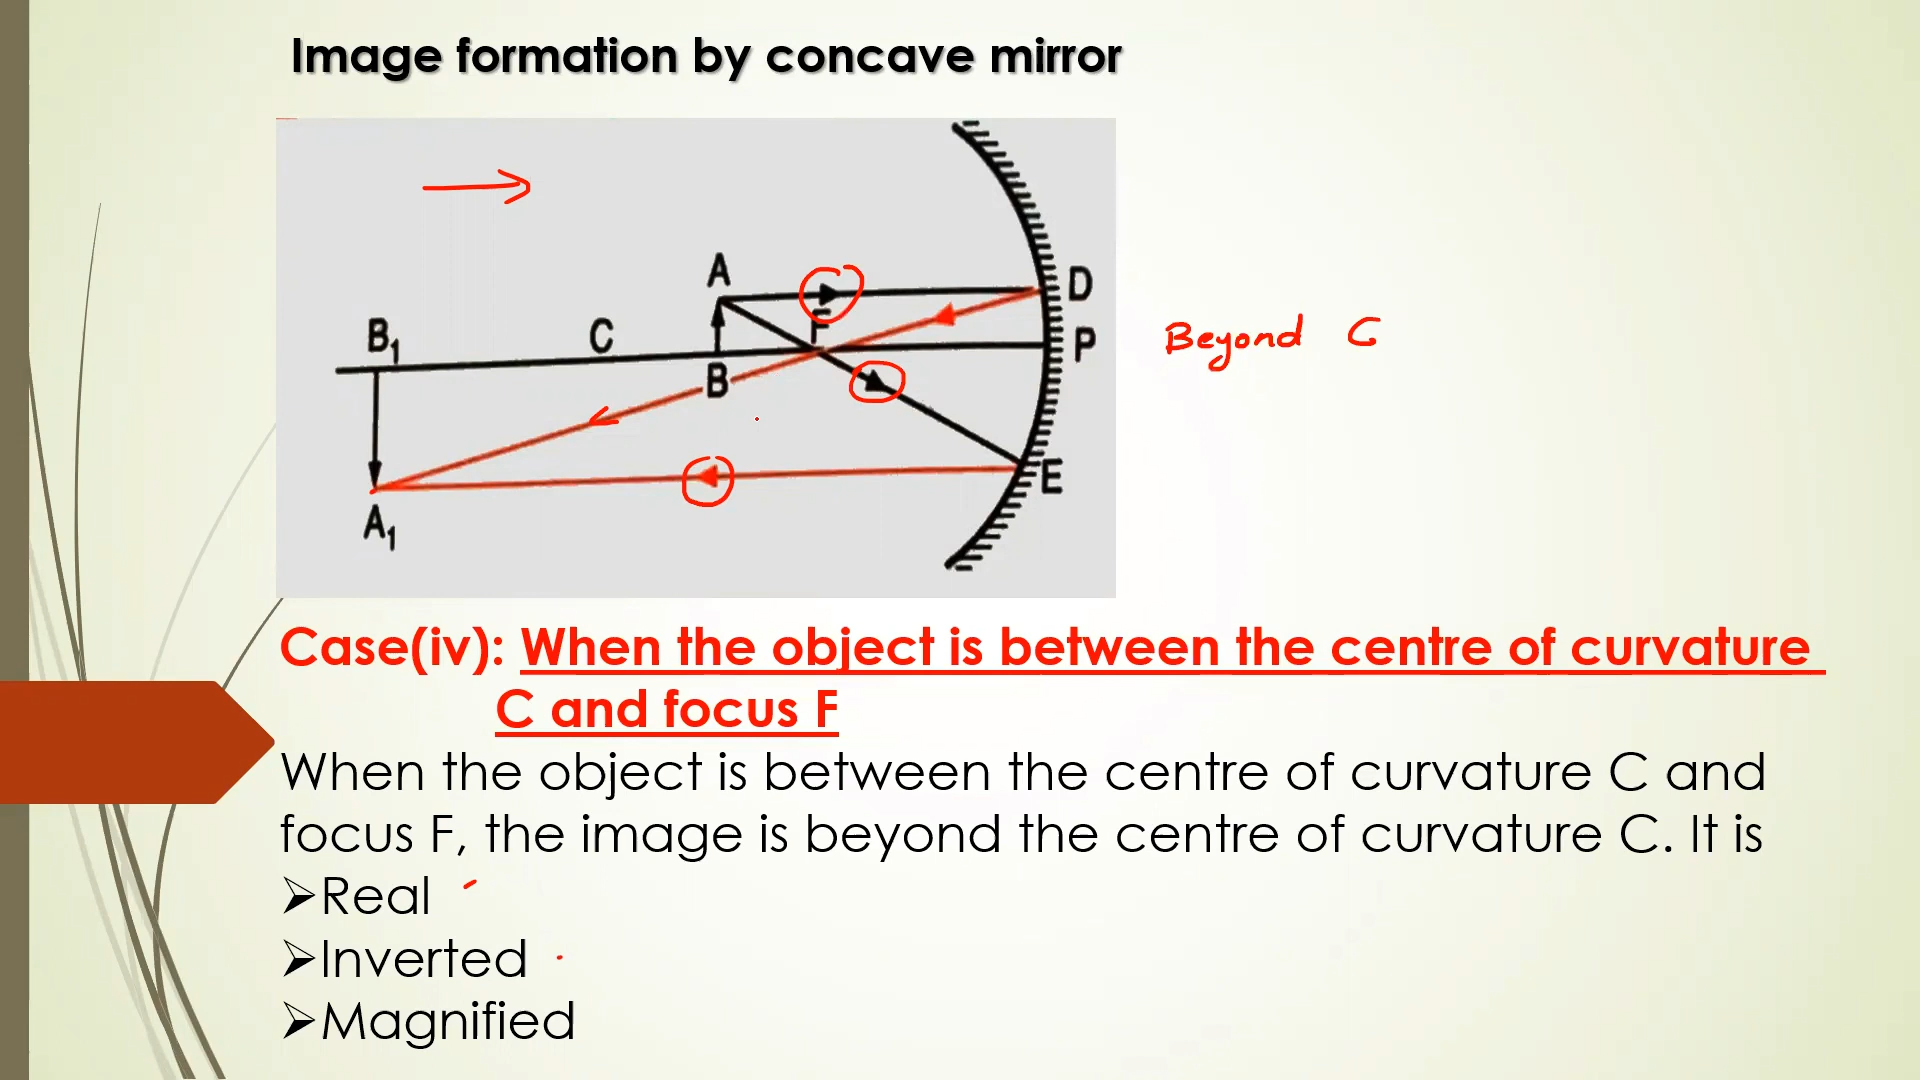 Image formation by concave mirror
A
D
F
B₁
C
P
Beyond C
B
E
A₁
Case(iv): When the object is between the centre of curvature
C and focus F
When the object is between the centre of curvature C and
focus F, the image is beyond the centre of curvature C. It is
➢Real
➢Inverted
➢Magnified